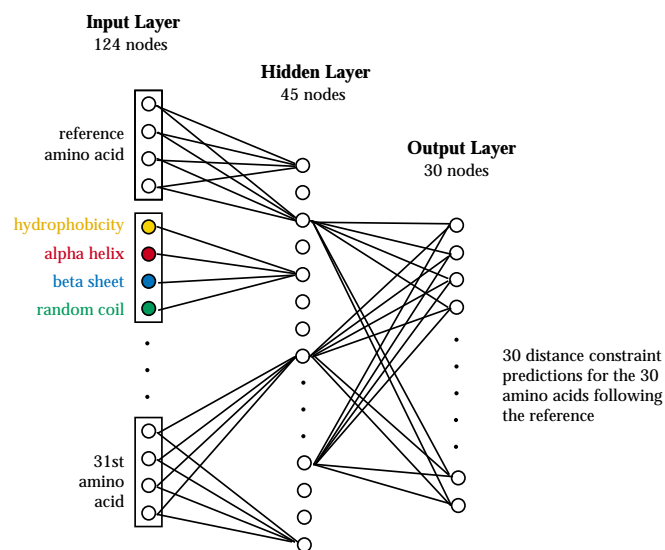 Input Layer
124 nodes
Hidden Layer
45 nodes
Output Layer
30 nodes
reference
amino acid
hydrophobicity
alpha helix
beta sheet
random coil
31st
amino
acid
30 distance constraint
predictions for the 30
amino acids following
the reference